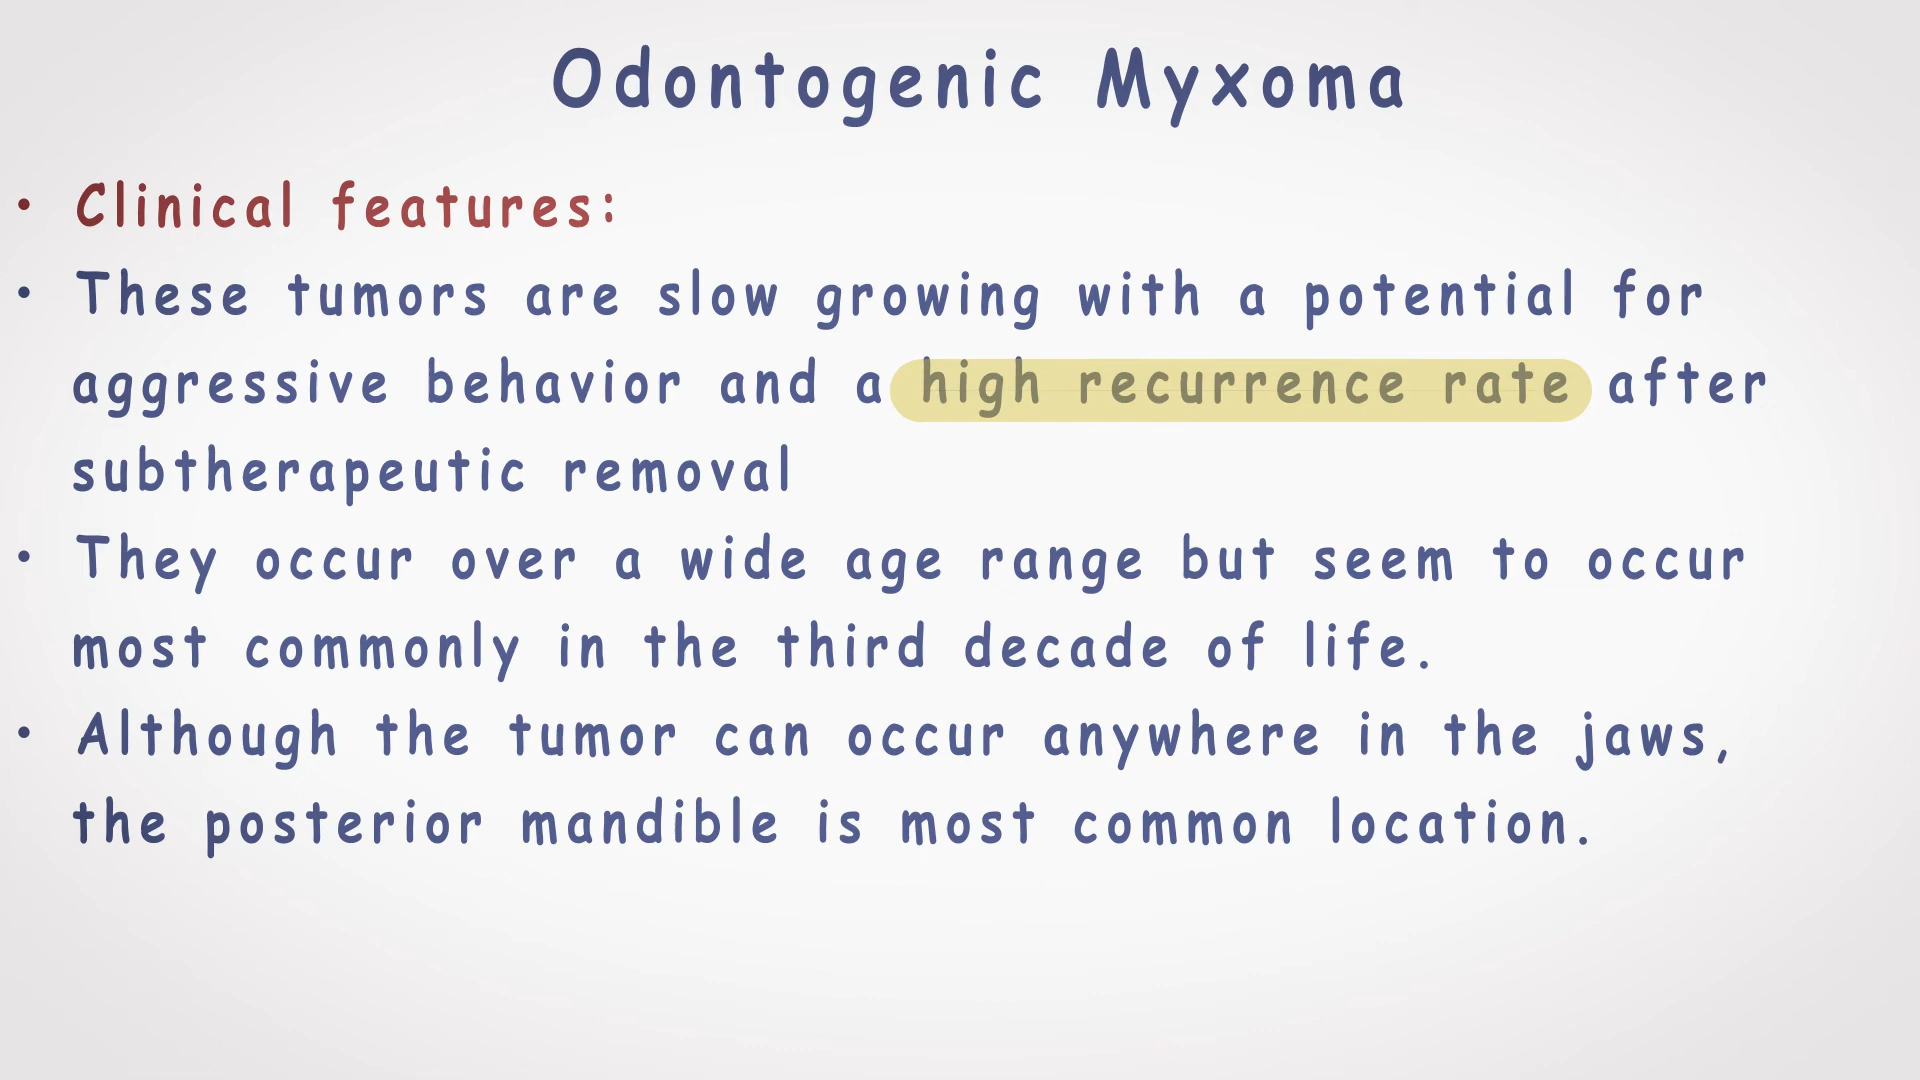 Odontogenic Myxoma
• Clinical features:
• These tumors are slow growing with a potential for
aggressive behavior and a high recurrence rate after
subtherapeutic removal
• They occur over a wide age range but seem to occur
most commonly in the third decade of life.
• Although the tumor can occur anywhere in the jaws,
the posterior mandible is most common location.